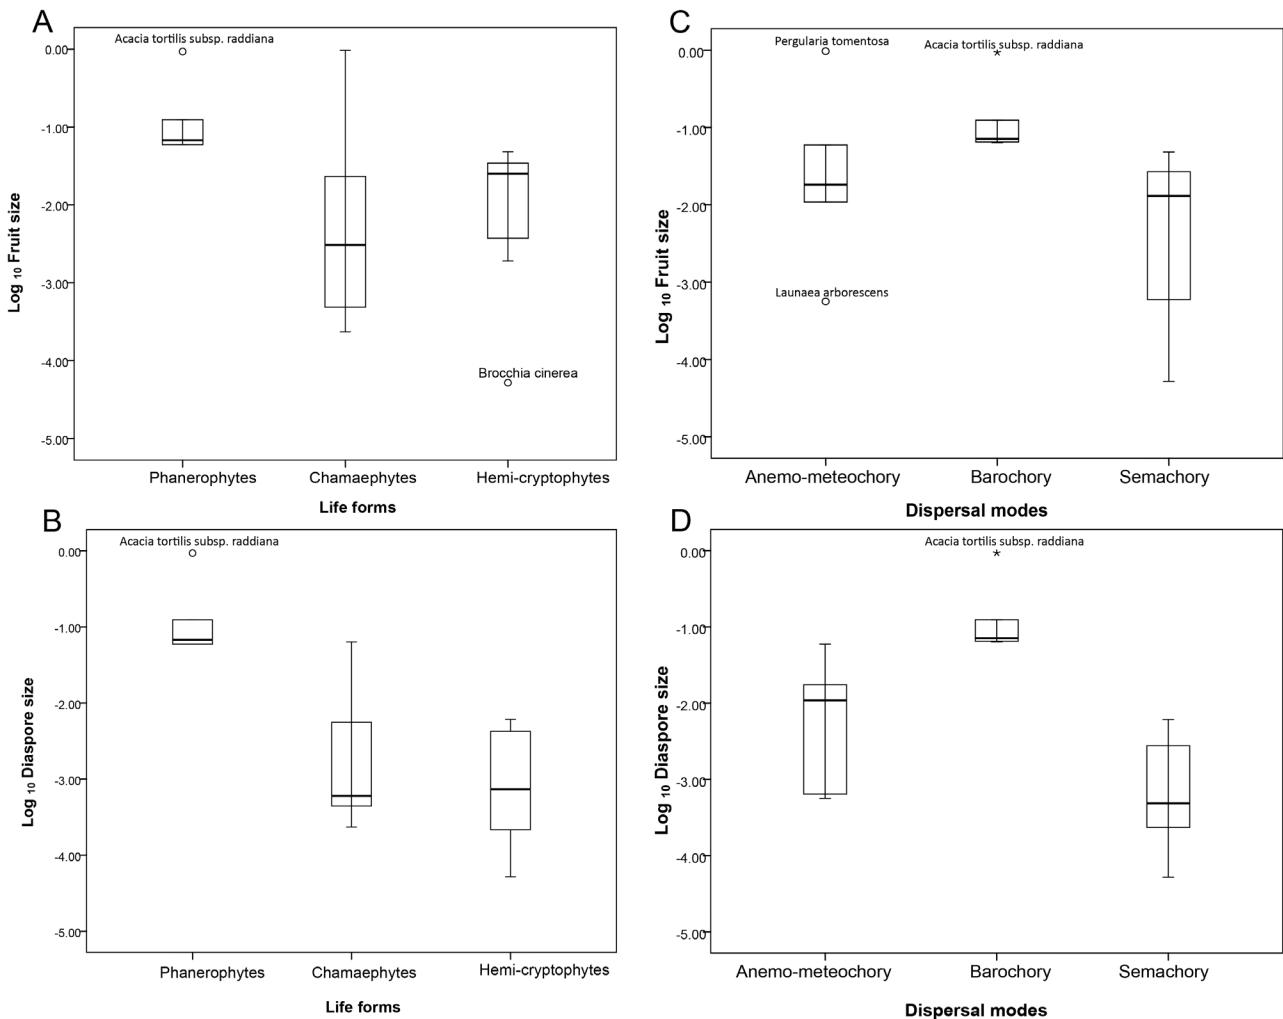 A
Acacia tortilis subsp. raddiana
0.00
-1.00
-2.00
-3.00
-4.00
-5.00
Log 10 Fruit size
Brocchia cinerea
Phanerophytes Chamaephytes Hemi-cryptophytes
Life forms
C
Pergularia tomentosa
Acacia tortilis subsp. raddiana
0.00
-1.00
-2.00
-3.00
-4.00
-5.00
Log 10 Fruit size
Launaea arborescens
Anemo-meteochory Barochory Semachory
Dispersal modes
B
Acacia tortilis subsp. raddiana
0.00
-1.00
-2.00
-3.00
-4.00
-5.00
Log 10 Diaspore size
Phanerophytes Chamaephytes Hemi-cryptophytes
Life forms
D
Acacia tortilis subsp. raddiana
0.00
-1.00
-2.00
-3.00
-4.00
-5.00
Log 10 Diaspore size
Anemo-meteochory Barochory Semachory
Dispersal modes